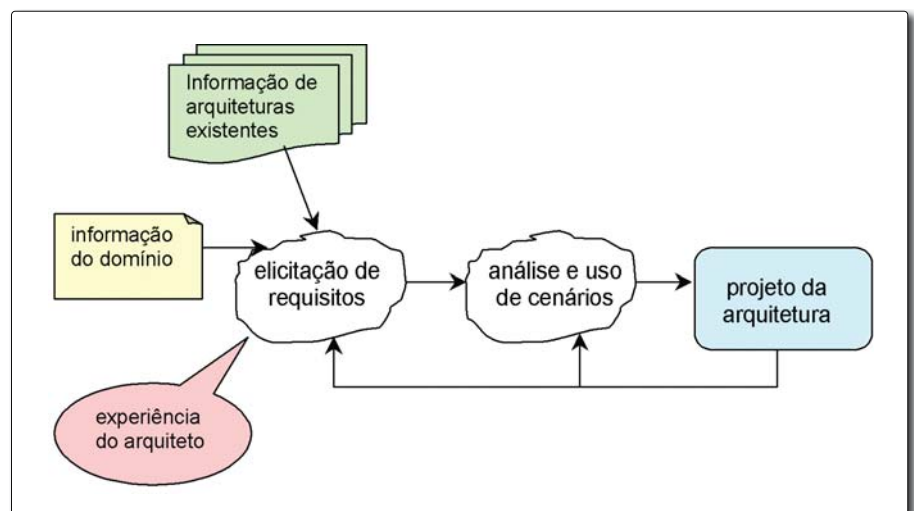 Informação de
arquiteturas
existentes
informação
do domínio
elicitação de
requisitos
análise e uso
de cenários
projeto da
arquitetura
experiência
do arquiteto